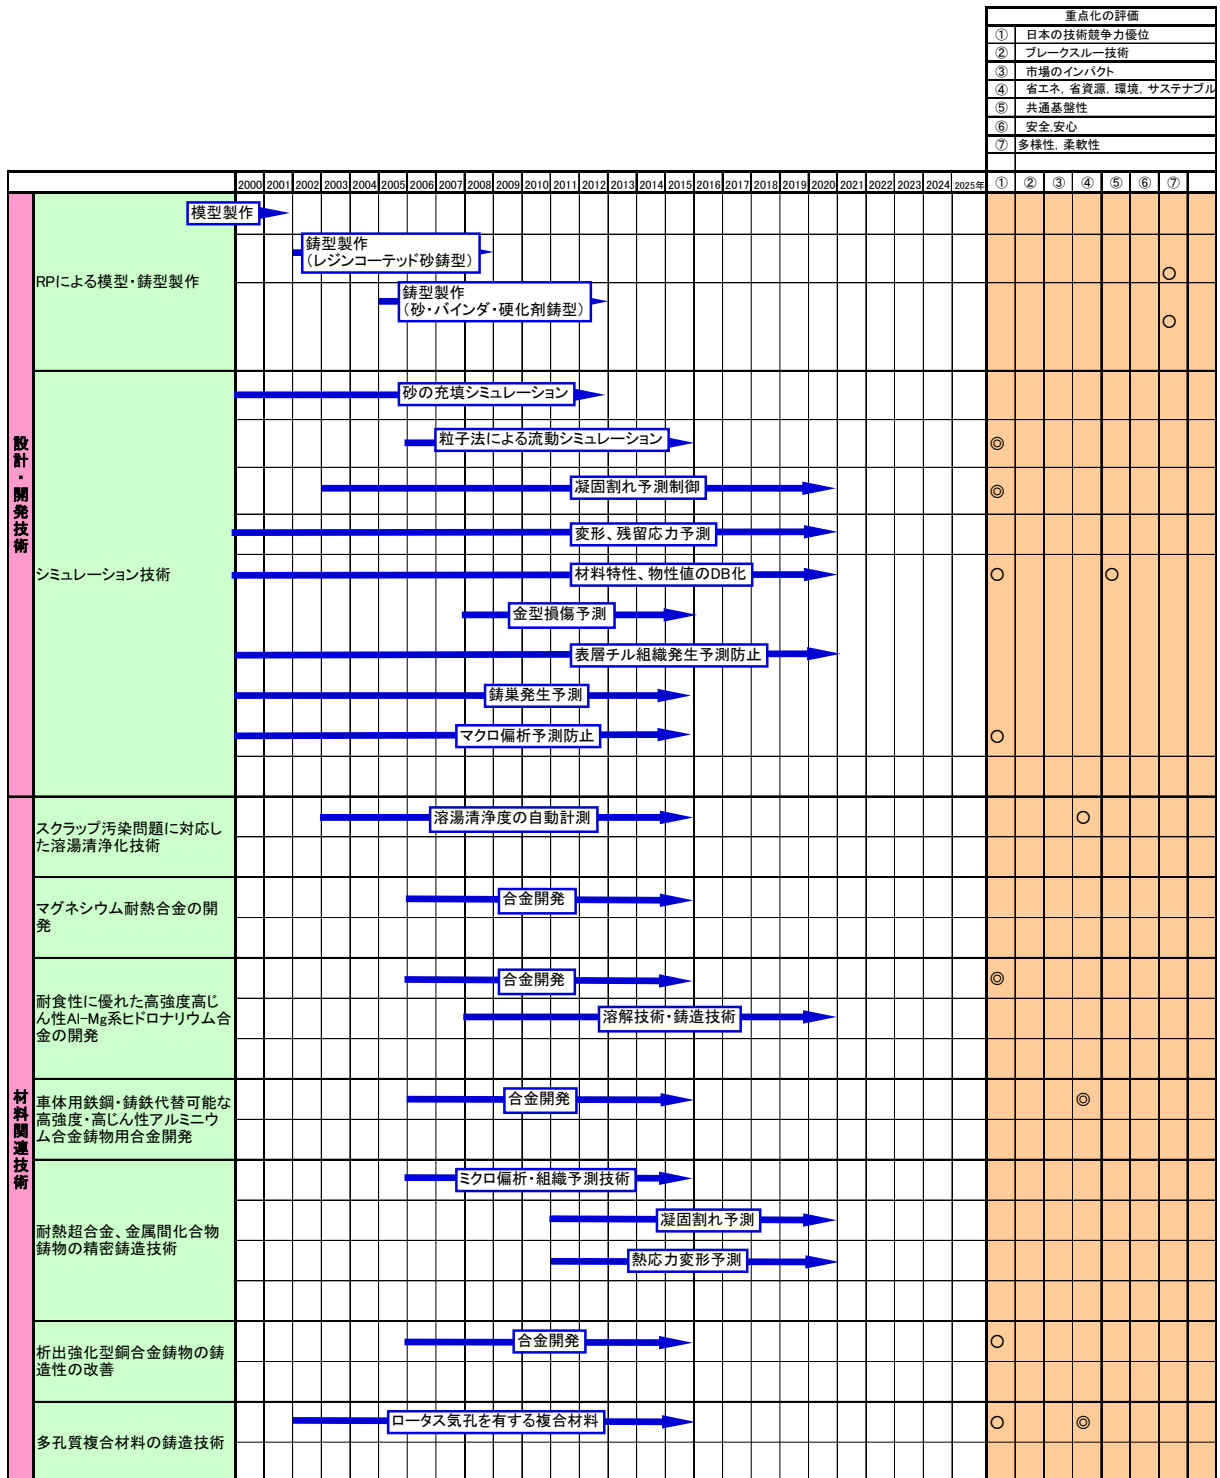 重点化の評価
① 日本の技術競争力優位
② ブレークスルー技術
③ 市場のインパクト
④ 省エネ, 省資源, 環境, サステナブル
⑤ 共通基盤性
⑥ 安全,安心
⑦ 多様性, 柔軟性
2000 2001 2002 2003 2004 2005 2006 2007 2008 2009 2010 2011 2012 2013 2014 2015 2016 2017 2018 2019 2020 2021 2022 2023 2024 2025年 ① ② ③ ④ ⑤ ⑥ ⑦
設計・開発技術
RPによる模型・鋳型製作
模型製作
鋳型製作
(レジンコーテッド砂鋳型)
○
鋳型製作
(砂・バインダ・硬化剤鋳型)
○
シミュレーション技術
砂の充填シミュレーション
粒子法による流動シミュレーション
◎
凝固割れ予測制御
◎
変形、残留応力予測
材料特性、物性値のDB化
○ ○
金型損傷予測
表層チル組織発生予測防止
鋳巣発生予測
マクロ偏析予測防止
○
材料関連技術
スクラップ汚染問題に対応し
た溶湯清浄化技術
溶湯清浄度の自動計測
○
マグネシウム耐熱合金の開
発
合金開発
耐食性に優れた高強度高じ
ん性Al-Mg系ヒドロナリウム合
金の開発
合金開発
◎
溶解技術・鋳造技術
車体用鉄鋼・鋳鉄代替可能な
高強度・高じん性アルミニウ
ム合金鋳物用合金開発
合金開発
◎
耐熱超合金、金属間化合物
鋳物の精密鋳造技術
ミクロ偏析・組織予測技術
凝固割れ予測
熱応力変形予測
析出強化型銅合金鋳物の鋳
造性の改善
合金開発
○
多孔質複合材料の鋳造技術
ロータス気孔を有する複合材料
○ ◎